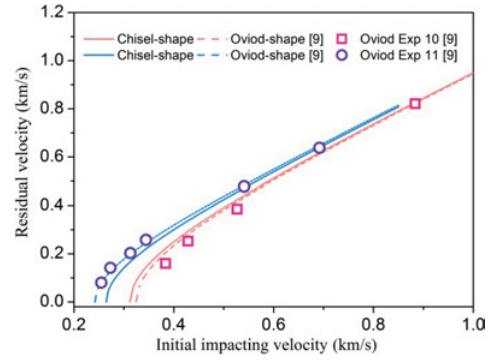 1.2
Chisel-shape Oviod-shape [9] Oviod Exp 10 [9]
Chisel-shape Oviod-shape [9] Oviod Exp 11 [9]
1.0
0.8
0.6
0.4
0.2
0.0
Residual velocity (km/s)
0.2 0.4 0.6 0.8 1.0
Initial impacting velocity (km/s)